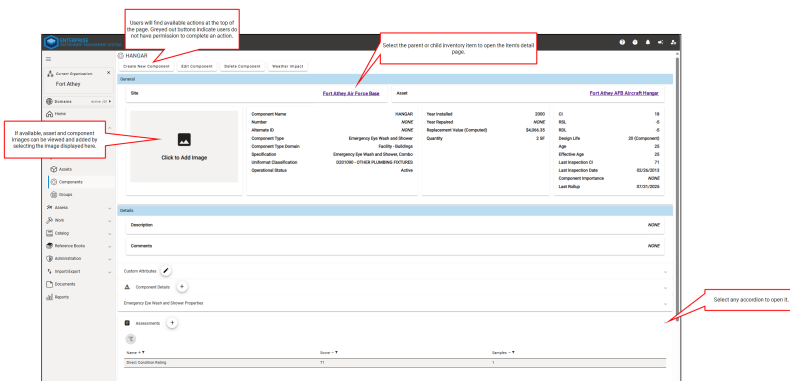 Users will find available actions at the top of
the page. Greyed out buttons indicate users do
not have permission to complete an action.
Select the parent or child inventory item to open the item's detail
page.
If available, asset and component
images can be viewed and added by
selecting the image displayed here.
Select any accordion to open it.
ENTERPRISE
Current Organization
Fort Athey
Domains
Active
Home
Assets
Components
Groups
Assess
Work
Catalog
Reference Books
Administration
Import/Export
Documents
Reports
HANGAR
Create New Component Edit Component Delete Component Weather Impact
General
Site Fort Athey Air Force Base Asset Fort Athey AFB Aircraft Hangar
Click to Add Image
Component Name HANGAR
Number NONE
Alternate ID NONE
Component Type Emergency Eye Wash and Shower
Component Type Domain Facility - Buildings
Specification Emergency Eye Wash and Shower, Combo
Uniformat Classification D201090 - OTHER PLUMBING FIXTURES
Operational Status Active
Year Installed 2000
Year Repaired NONE
Replacement Value (Computed) $4,066.35
Quantity 2 SF
CI 18
RSL -5
RDL -5
Design Life 20 (Component)
Age 25
Effective Age 25
Last Inspection CI 71
Last Inspection Date 02/26/2013
Component Importance NONE
Last Rollup 07/31/2025
Details
Description NONE
Comments NONE
Custom Attributes
Component Details
Emergency Eye Wash and Shower Properties
Assessments
Name Score Samples
Direct Condition Rating 71 1